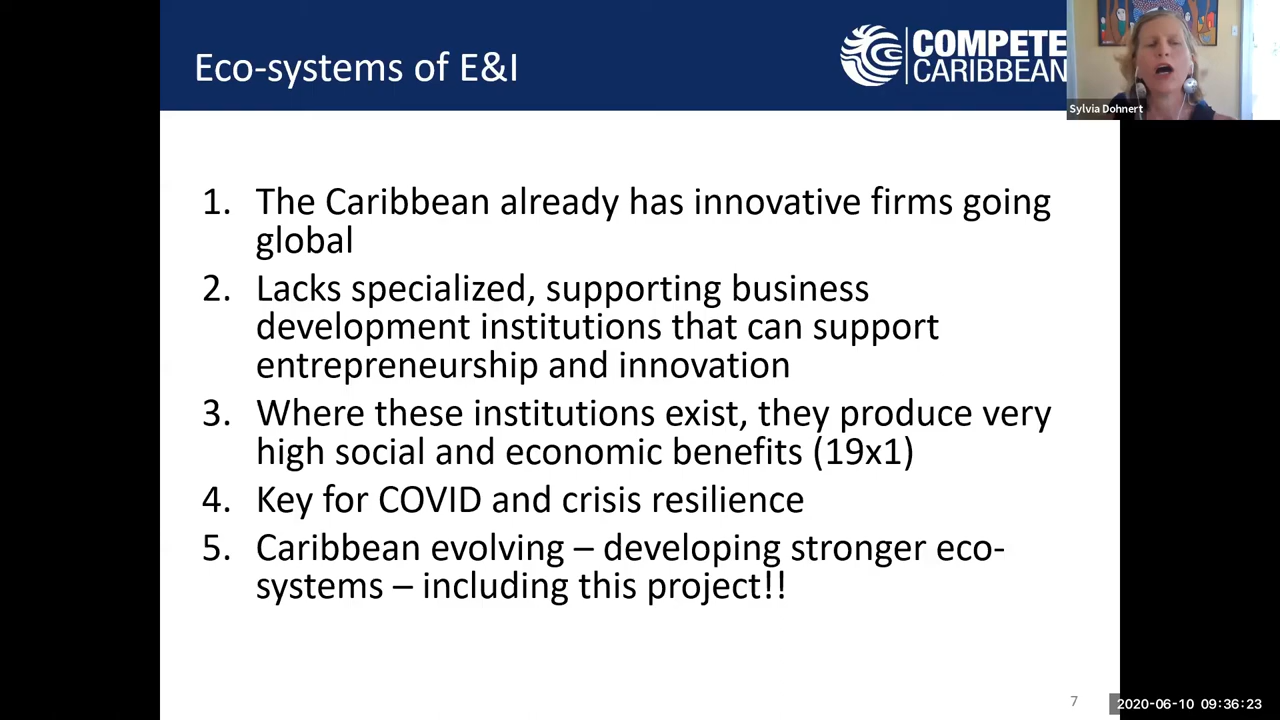 Eco-systems of E&I
COMPETE
CARIBBEAN
Sylvia Dohnert
1. The Caribbean already has innovative firms going
global
2. Lacks specialized, supporting business
development institutions that can support
entrepreneurship and innovation
3. Where these institutions exist, they produce very
high social and economic benefits (19x1)
4. Key for COVID and crisis resilience
5. Caribbean evolving – developing stronger eco-
systems – including this project!!
7
2020-06-10 09:36:23